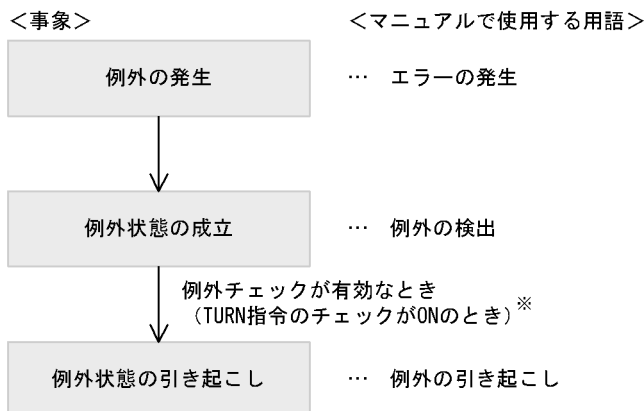 ＜事象＞ ＜マニュアルで使用する用語＞
例外の発生 … エラーの発生
例外状態の成立 … 例外の検出
例外チェックが有効なとき
（TURN指令のチェックがONのとき）※
例外状態の引き起こし … 例外の引き起こし